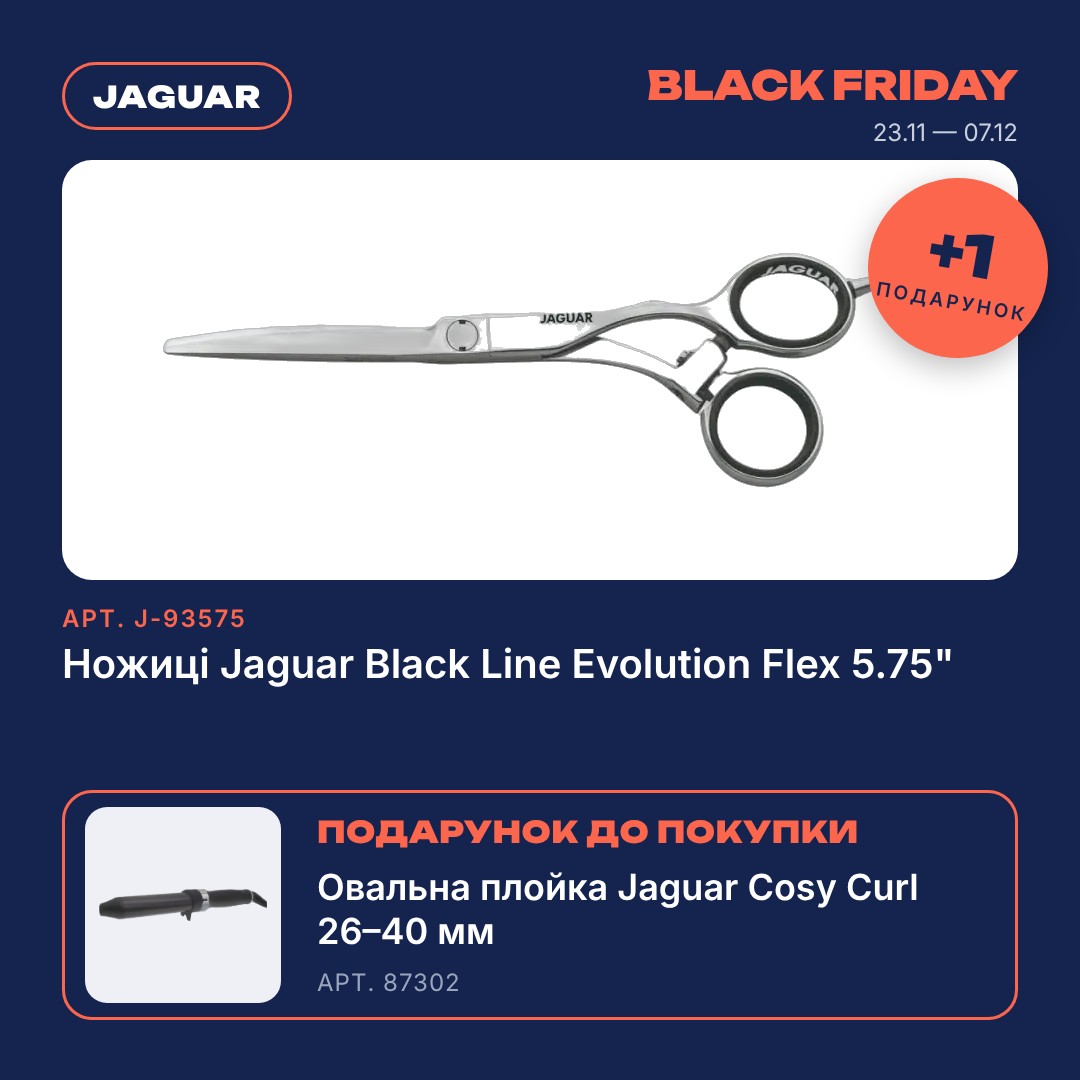 JAGUAR
BLACK FRIDAY
23.11 — 07.12
+1
ПОДАРУНОК
JAGUAR
JAGUAR
АРТ. J-93575
Ножиці Jaguar Black Line Evolution Flex 5.75"
ПОДАРУНОК ДО ПОКУПКИ
Овальна плойка Jaguar Cosy Curl
26–40 мм
АРТ. 87302